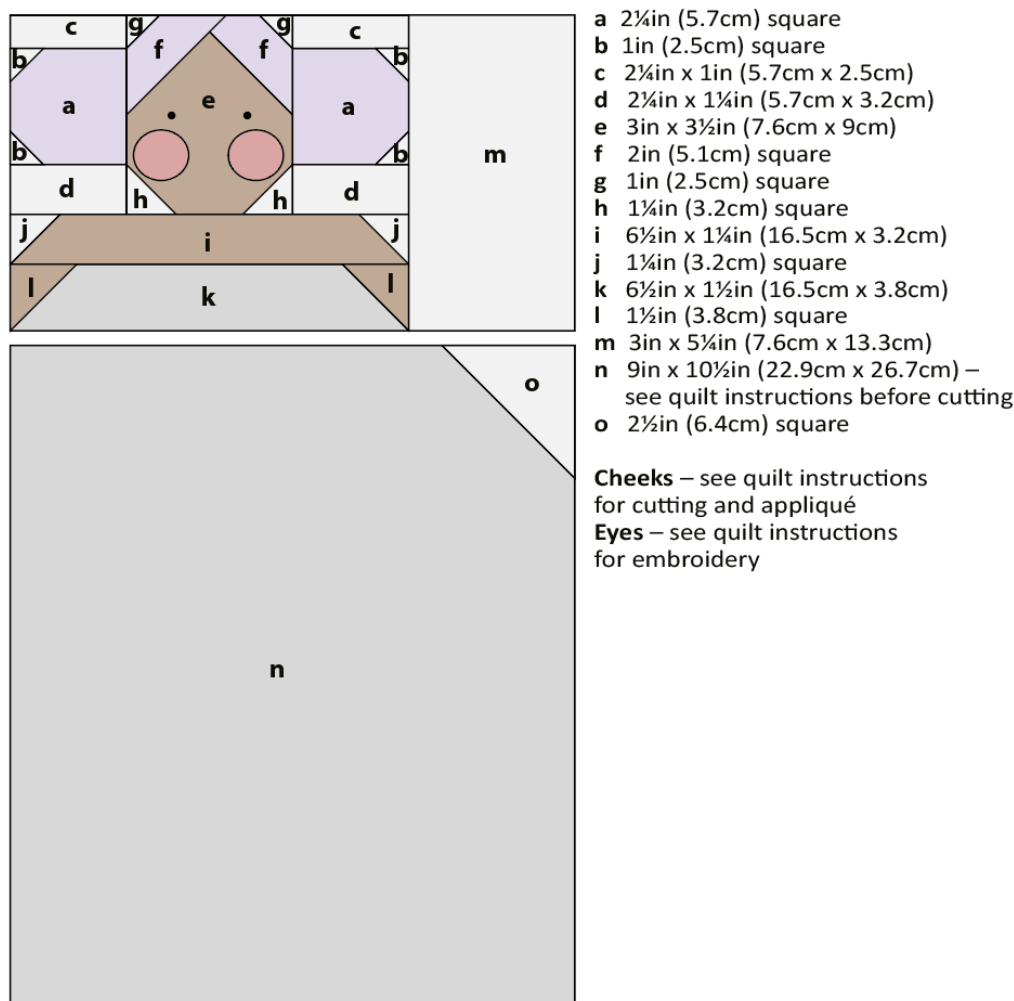 c g g c
b f f b
a e a
b b m
d h h d
j i j
l k l
o
n
a 2¼in (5.7cm) square
b 1in (2.5cm) square
c 2¼in x 1in (5.7cm x 2.5cm)
d 2¼in x 1¼in (5.7cm x 3.2cm)
e 3in x 3½in (7.6cm x 9cm)
f 2in (5.1cm) square
g 1in (2.5cm) square
h 1¼in (3.2cm) square
i 6½in x 1¼in (16.5cm x 3.2cm)
j 1¼in (3.2cm) square
k 6½in x 1½in (16.5cm x 3.8cm)
l 1½in (3.8cm) square
m 3in x 5¼in (7.6cm x 13.3cm)
n 9in x 10½in (22.9cm x 26.7cm) –
see quilt instructions before cutting
o 2½in (6.4cm) square
Cheeks – see quilt instructions
for cutting and appliqué
Eyes – see quilt instructions
for embroidery